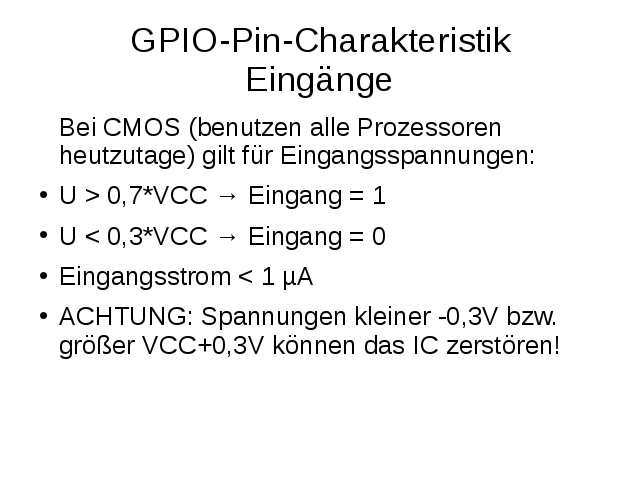 GPIO-Pin-Charakteristik
Eingänge
Bei CMOS (benutzen alle Prozessoren
heutzutage) gilt für Eingangsspannungen:
• U > 0,7*VCC → Eingang = 1
• U < 0,3*VCC → Eingang = 0
• Eingangsstrom < 1 µA
• ACHTUNG: Spannungen kleiner -0,3V bzw.
größer VCC+0,3V können das IC zerstören!